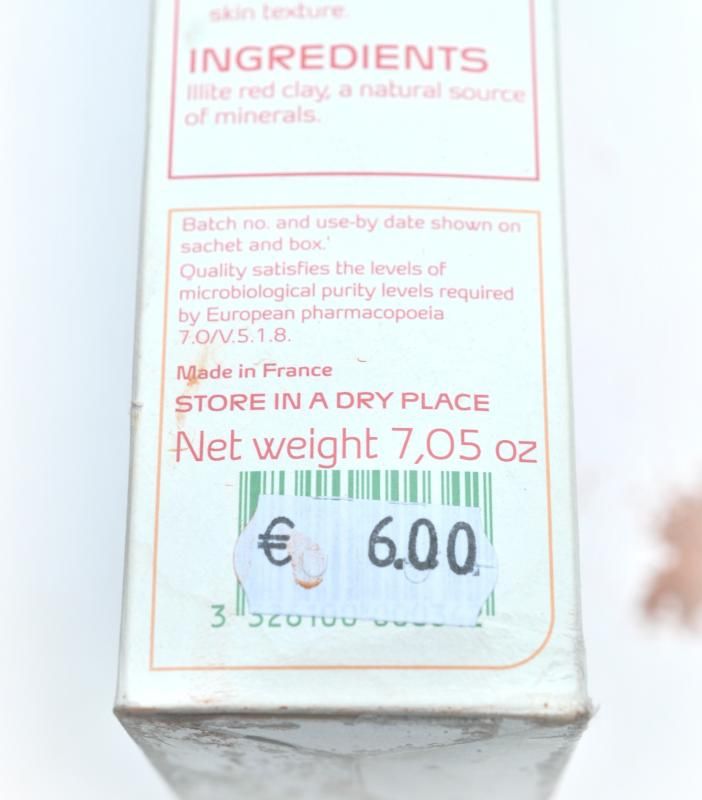 skin texture.
INGREDIENTS
Illite red clay, a natural source
of minerals.
Batch no. and use-by date shown on
sachet and box.
Quality satisfies the levels of
microbiological purity levels required
by European pharmacopoeia
7.0/V.5.1.8.
Made in France
STORE IN A DRY PLACE
Net weight 7,05 oz
€ 6.00
3